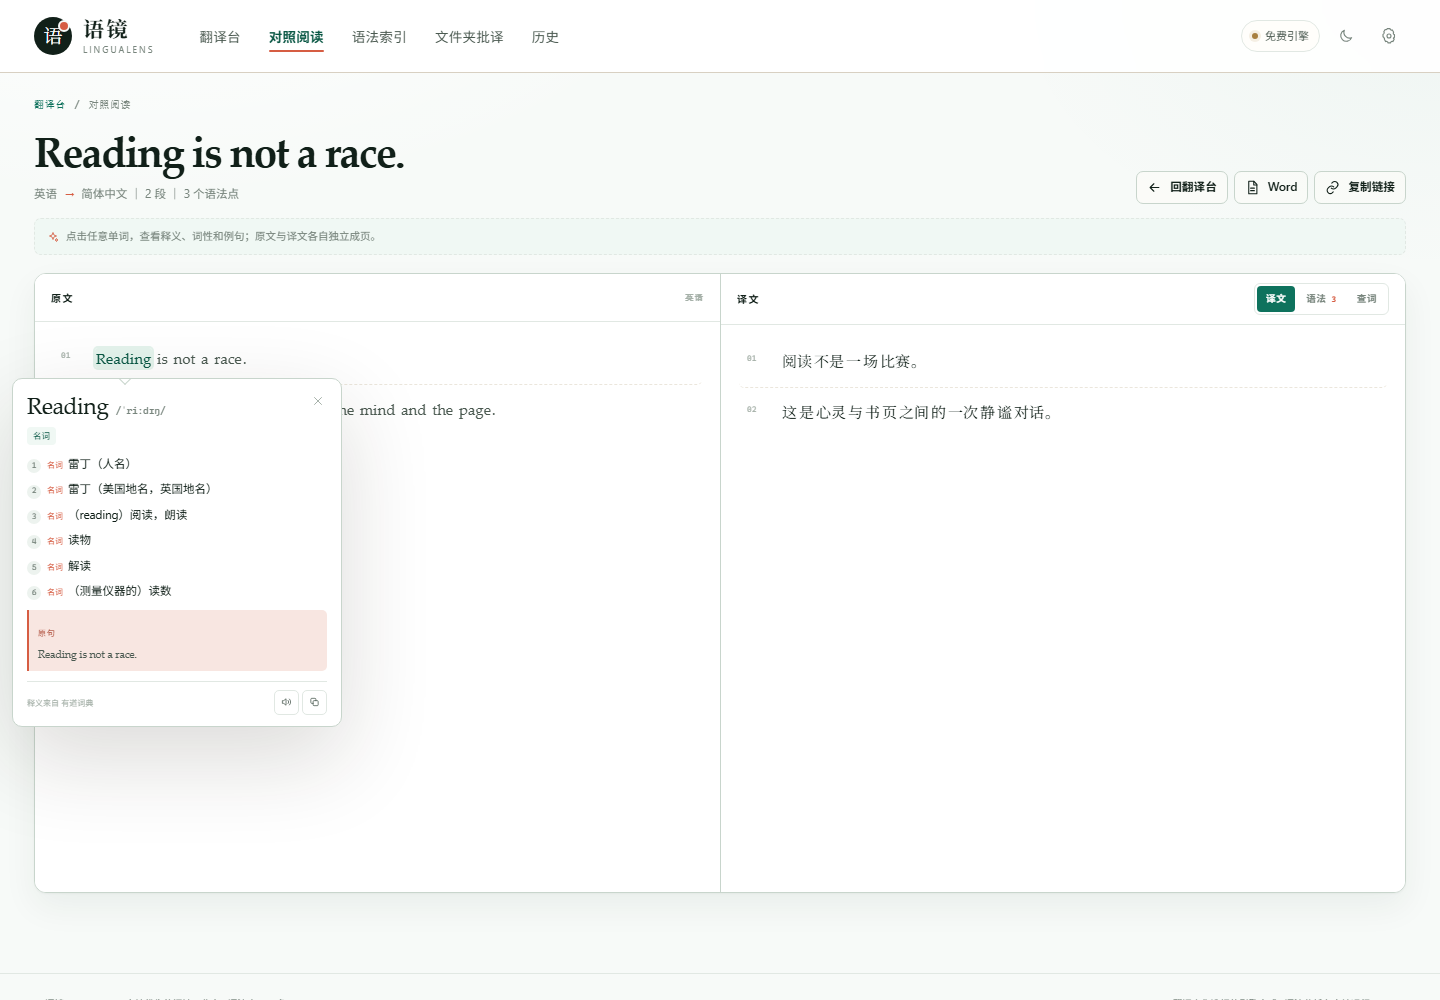 语 语镜
LINGUALENS
翻译台 对照阅读 语法索引 文件夹批译 历史
免费引擎
翻译台 / 对照阅读
Reading is not a race.
英语 → 简体中文 | 2 段 | 3 个语法点
← 回翻译台 Word 复制链接
点击任意单词，查看释义、词性和例句；原文与译文各自独立成页。
原文 英语
01 Reading is not a race.
he mind and the page.
Reading /ˈriːdɪŋ/
名词
1 名词 雷丁（人名）
2 名词 雷丁（美国地名，英国地名）
3 名词 （reading）阅读，朗读
4 名词 读物
5 名词 解读
6 名词 （测量仪器的）读数
原句
Reading is not a race.
释义来自 有道词典
译文 译文 语法 3 查词
01 阅读不是一场比赛。
02 这是心灵与书页之间的一次静谧对话。